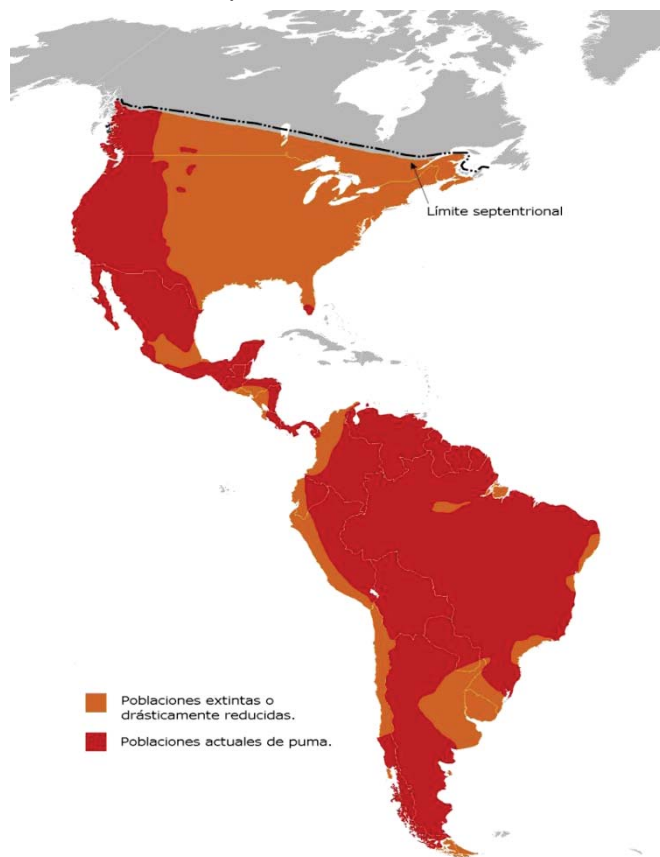 Límite septentrional
Poblaciones extintas o
drásticamente reducidas.
Poblaciones actuales de puma.